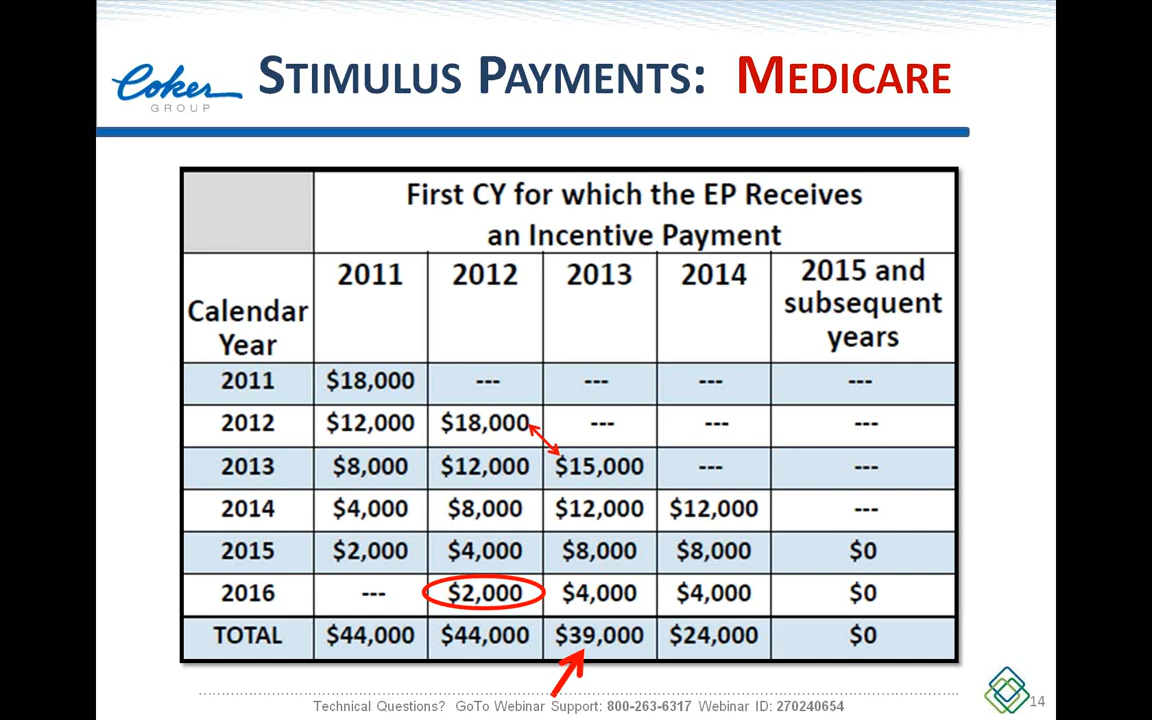 Coker
GROUP
STIMULUS PAYMENTS: MEDICARE
First CY for which the EP Receives
an Incentive Payment
Calendar
Year
2011 2012 2013 2014 2015 and
subsequent
years
2011 $18,000 --- --- --- ---
2012 $12,000 $18,000 --- --- ---
2013 $8,000 $12,000 $15,000 --- ---
2014 $4,000 $8,000 $12,000 $12,000 ---
2015 $2,000 $4,000 $8,000 $8,000 $0
2016 --- $2,000 $4,000 $4,000 $0
TOTAL $44,000 $44,000 $39,000 $24,000 $0
Technical Questions? GoTo Webinar Support: 800-263-6317 Webinar ID: 270240654
14